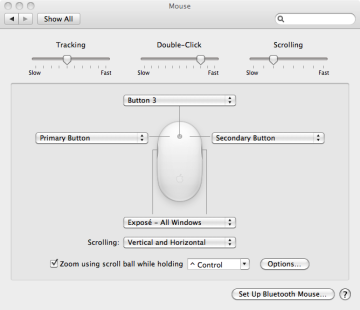 Mouse
Show All
Tracking Double-Click Scrolling
Slow Fast Slow Fast Slow Fast
Button 3
Primary Button Secondary Button
Exposé - All Windows
Scrolling: Vertical and Horizontal
Zoom using scroll ball while holding ^ Control Options...
Set Up Bluetooth Mouse... ?